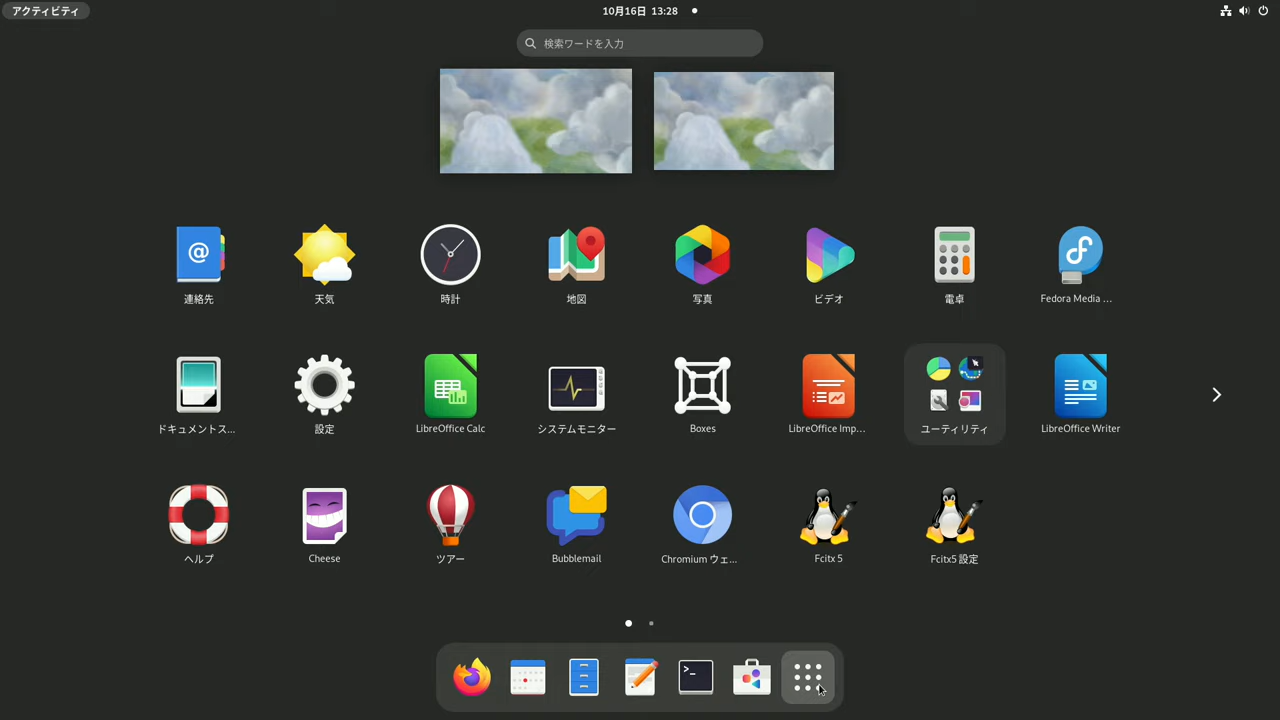 アクティビティ
10月16日 13:28
検索ワードを入力
連絡先
天気
時計
地図
写真
ビデオ
電卓
Fedora Media ...
ドキュメントス...
設定
LibreOffice Calc
システムモニター
Boxes
LibreOffice Imp...
ユーティリティ
LibreOffice Writer
ヘルプ
Cheese
ツアー
Bubblemail
Chromium ウェ...
Fcitx 5
Fcitx5 設定